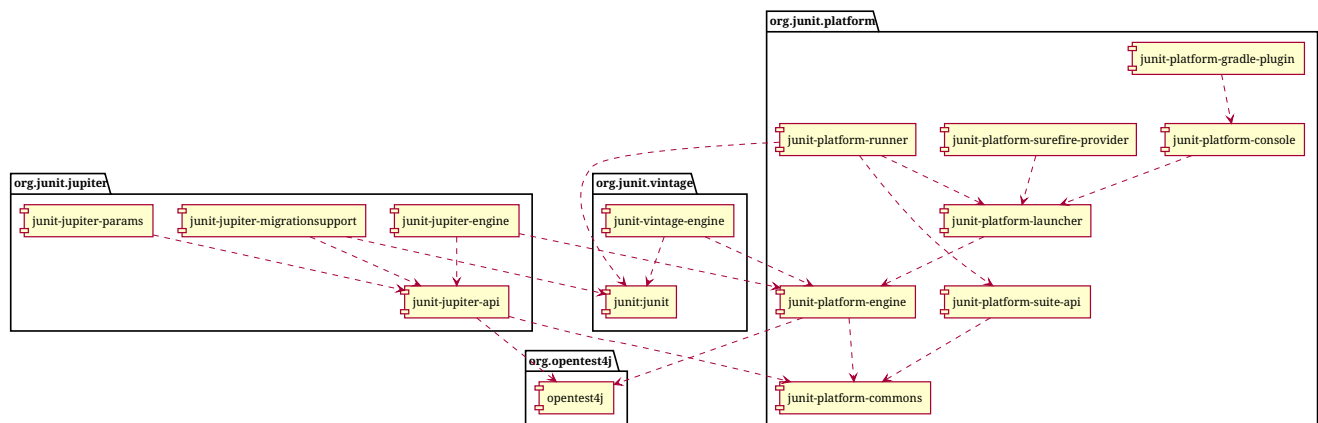 org.junit.platform
junit-platform-gradle-plugin
junit-platform-runner
junit-platform-surefire-provider
junit-platform-console
org.junit.jupiter
org.junit.vintage
junit-jupiter-params
junit-jupiter-migrationsupport
junit-jupiter-engine
junit-vintage-engine
junit-platform-launcher
junit-jupiter-api
junit:junit
junit-platform-engine
junit-platform-suite-api
org.opentest4j
opentest4j
junit-platform-commons